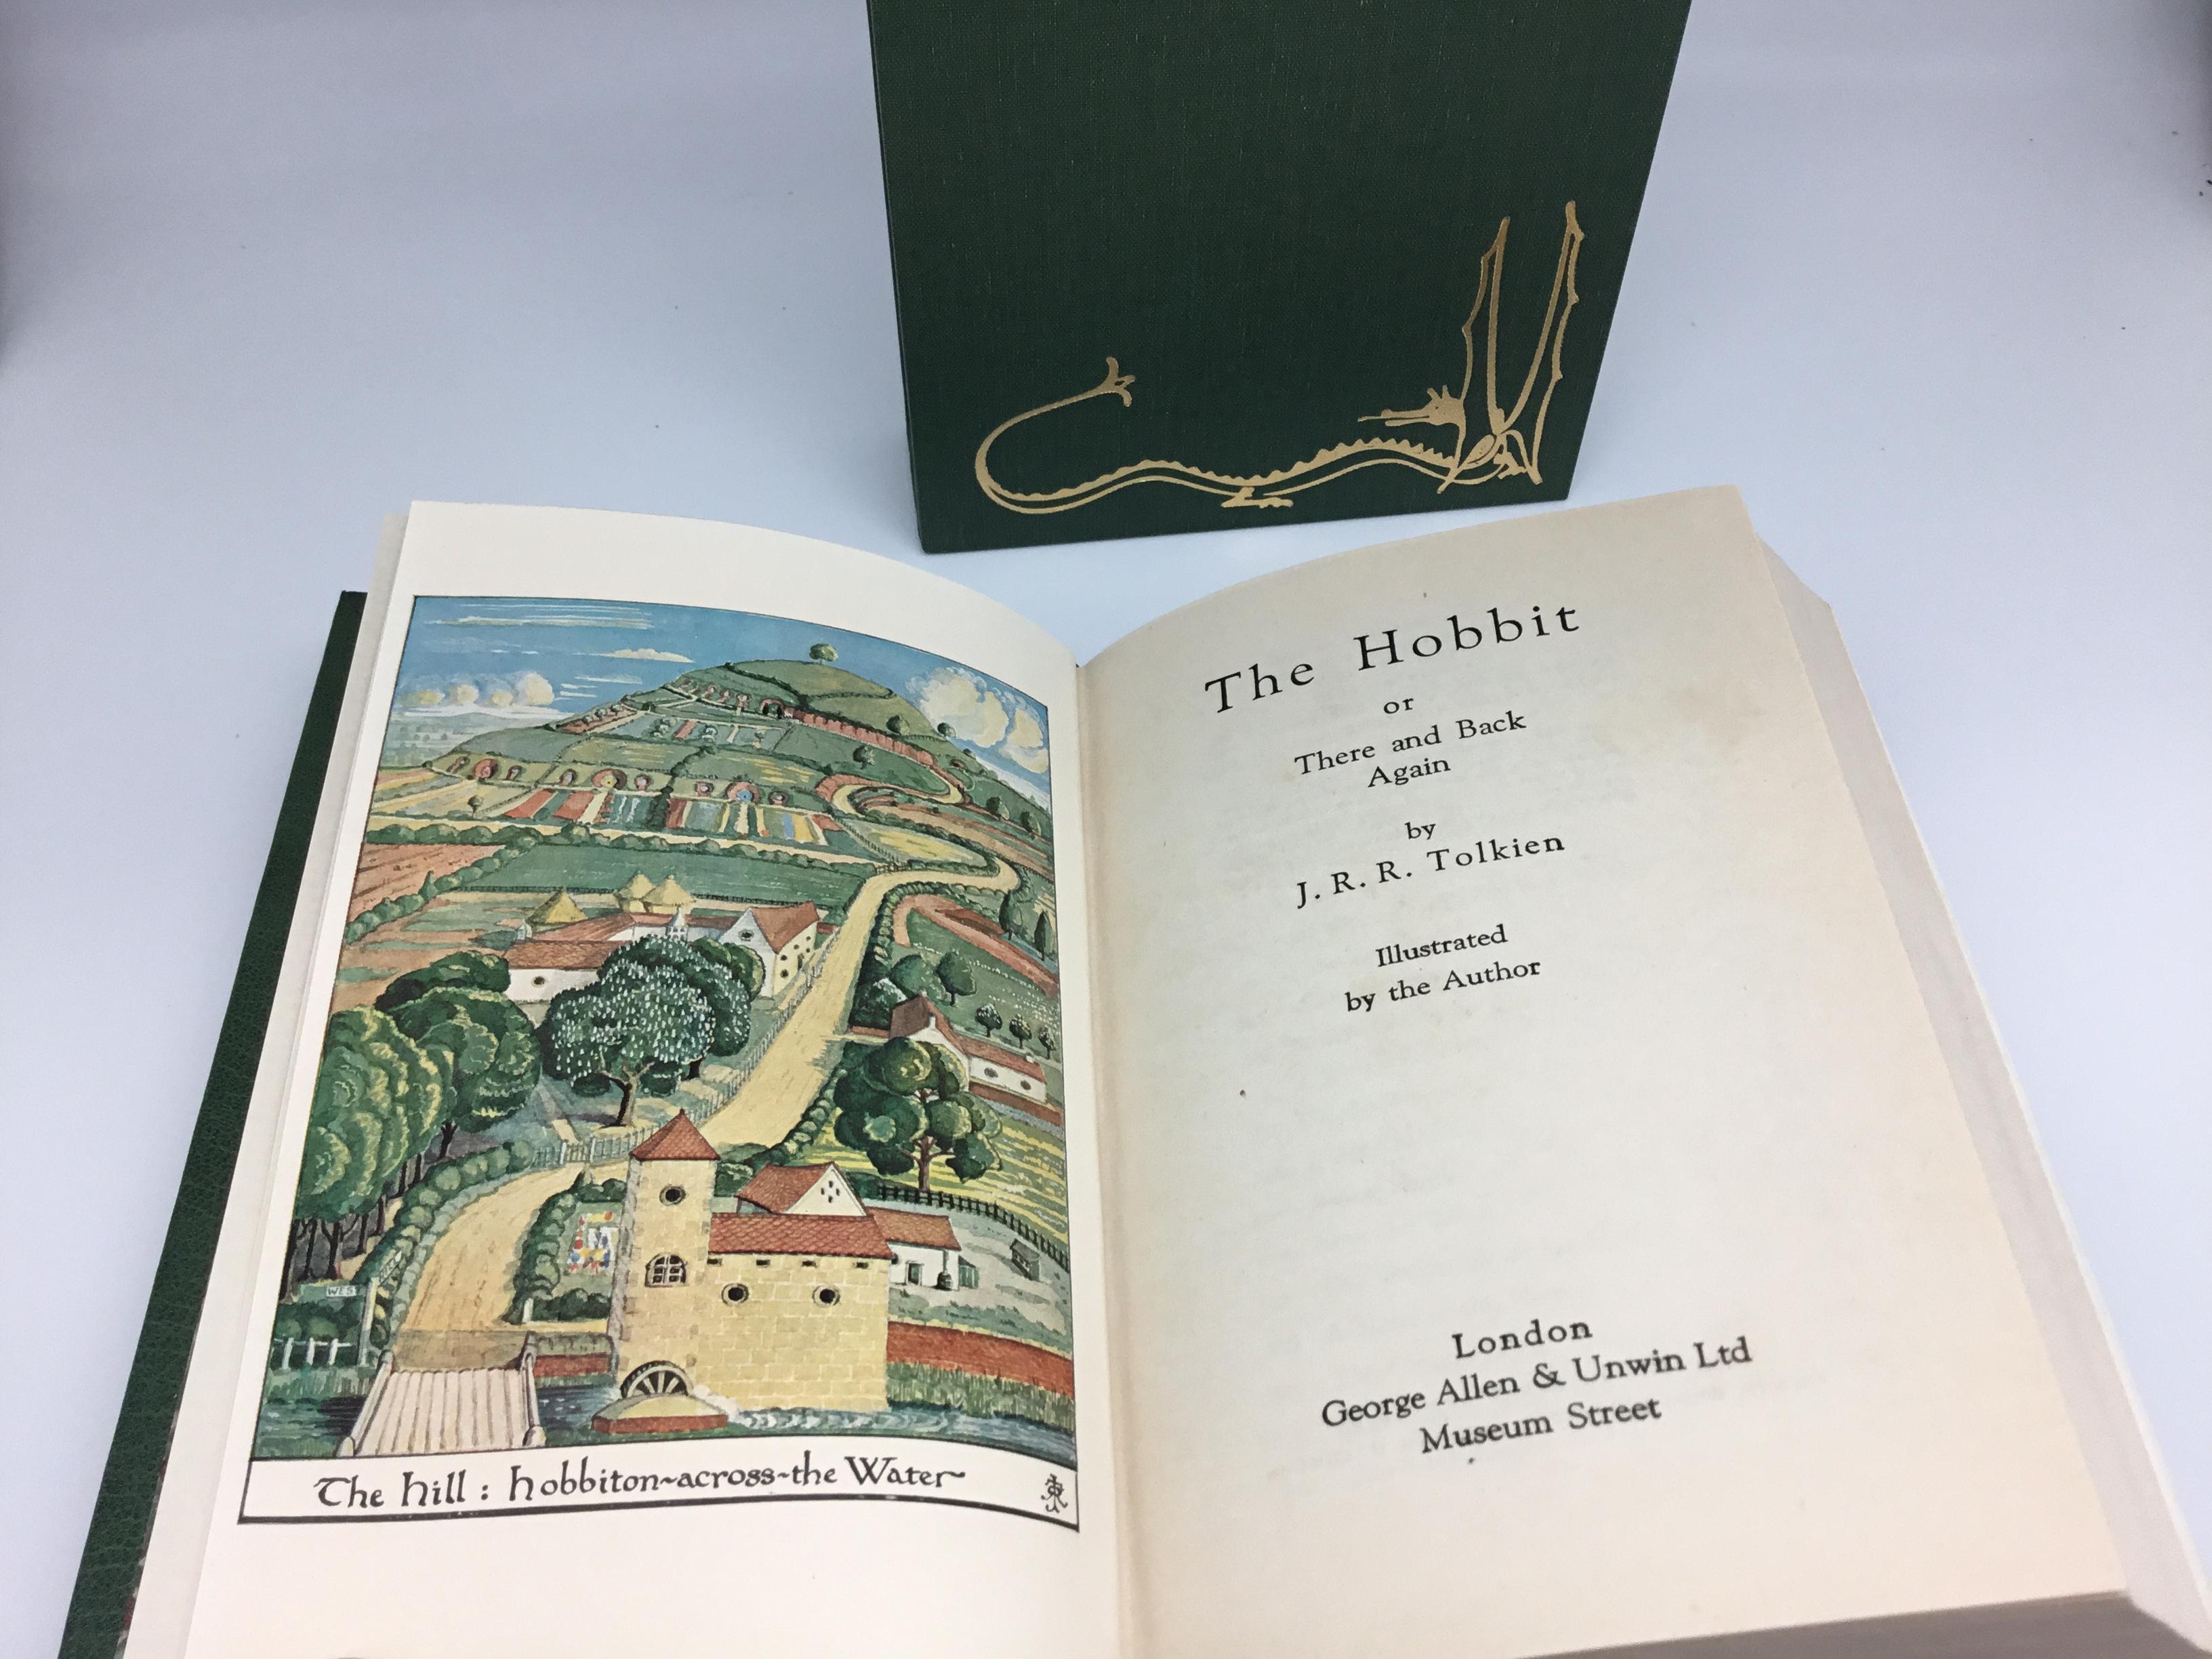 The Hobbit
or
There and Back
Again
by
J. R. R. Tolkien
Illustrated
by the Author
London
George Allen & Unwin Ltd
Museum Street
WES
The hill : hobbiton~across~the Water~